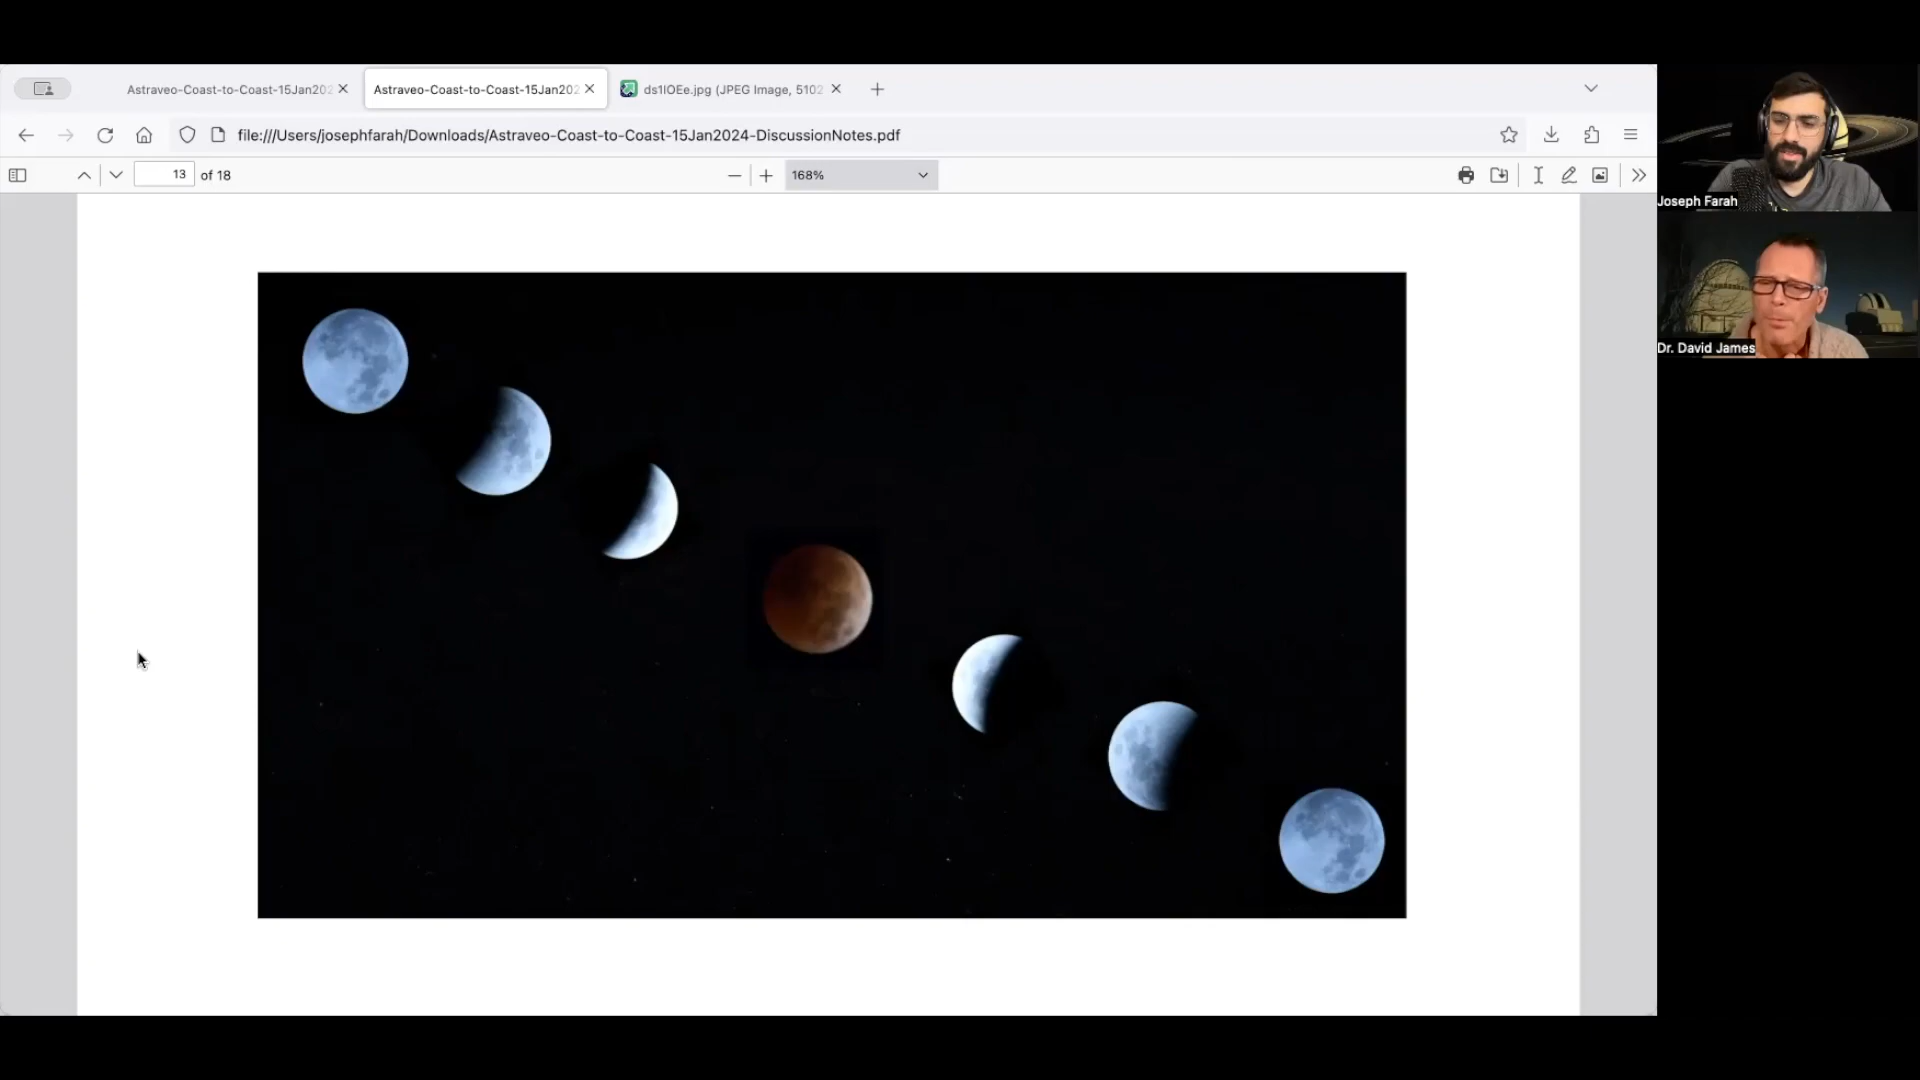 Astraveo-Coast-to-Coast-15Jan202
Astraveo-Coast-to-Coast-15Jan202
ds1IOEe.jpg (JPEG Image, 5102
file:///Users/josephfarah/Downloads/Astraveo-Coast-to-Coast-15Jan2024-DiscussionNotes.pdf
13 of 18
168%
Joseph Farah
Dr. David James